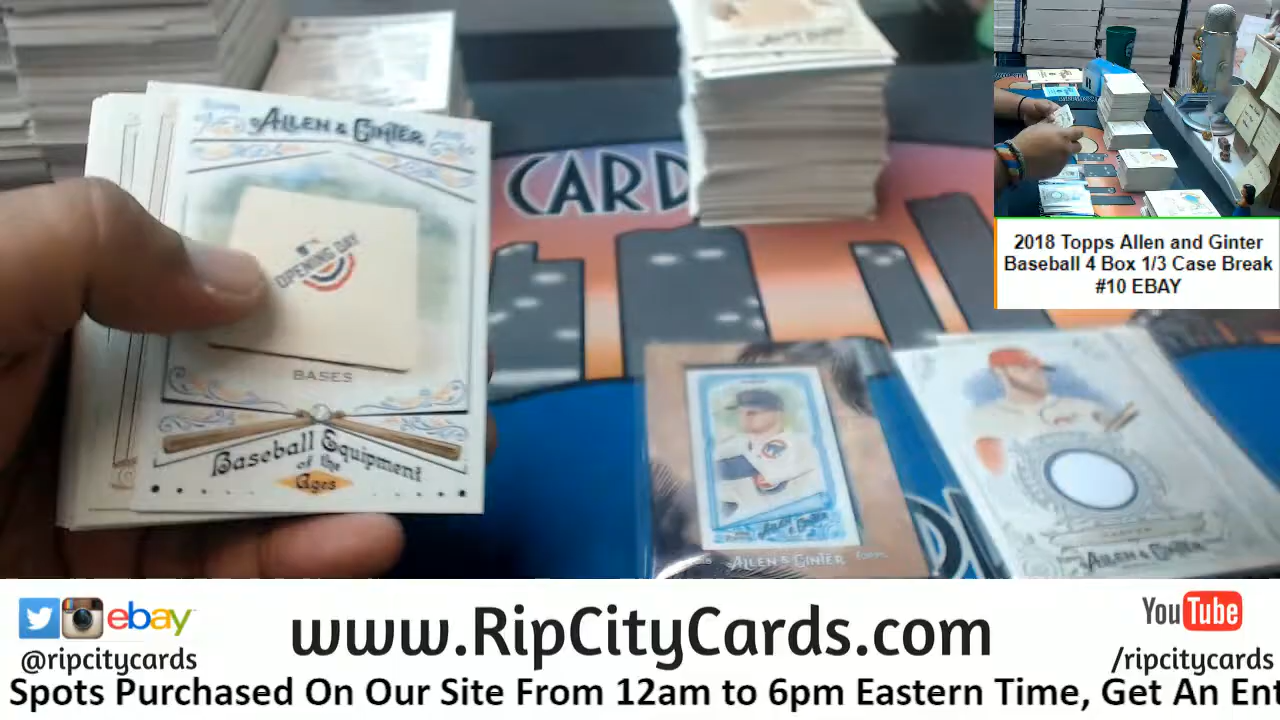 ALLEN & GINTER
OPENING DAY
BASES
Baseball Equipment
of the
Ages
CARD
ALLEN & GINTER
ALLEN & GINTER
2018 Topps Allen and Ginter
Baseball 4 Box 1/3 Case Break
#10 EBAY
ebay
@ripcitycards
www.RipCityCards.com
YouTube
/ripcitycards
Spots Purchased On Our Site From 12am to 6pm Eastern Time, Get An Ent